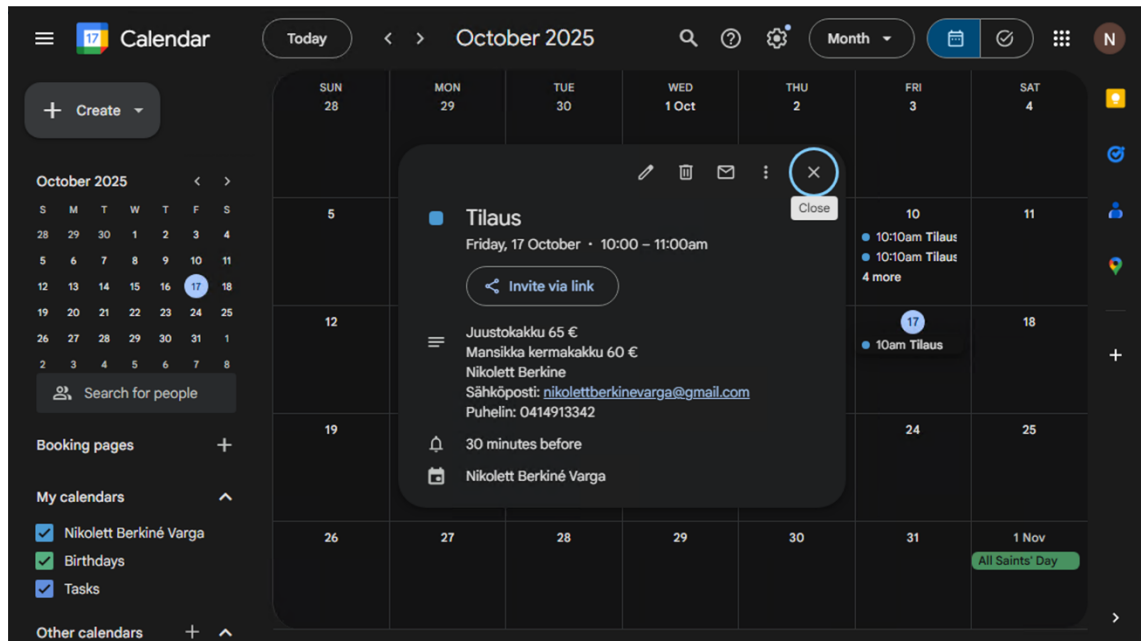 17 Calendar
Today
October 2025
Month
N
Create
October 2025
S M T W T F S
28 29 30 1 2 3 4
5 6 7 8 9 10 11
12 13 14 15 16 17 18
19 20 21 22 23 24 25
26 27 28 29 30 31 1
2 3 4 5 6 7 8
Search for people
Booking pages
My calendars
Nikolett Berkiné Varga
Birthdays
Tasks
Other calendars
SUN MON TUE WED THU FRI SAT
28 29 30 1 Oct 2 3 4
5 10 11
10:10am Tilaus
10:10am Tilaus
4 more
12 17 18
10am Tilaus
19 24 25
26 27 28 29 30 31 1 Nov
All Saints' Day
Close
Tilaus
Friday, 17 October · 10:00 – 11:00am
Invite via link
Juustokakku 65 €
Mansikka kermakakku 60 €
Nikolett Berkine
Sähköposti: nikolettberkinevarga@gmail.com
Puhelin: 0414913342
30 minutes before
Nikolett Berkiné Varga